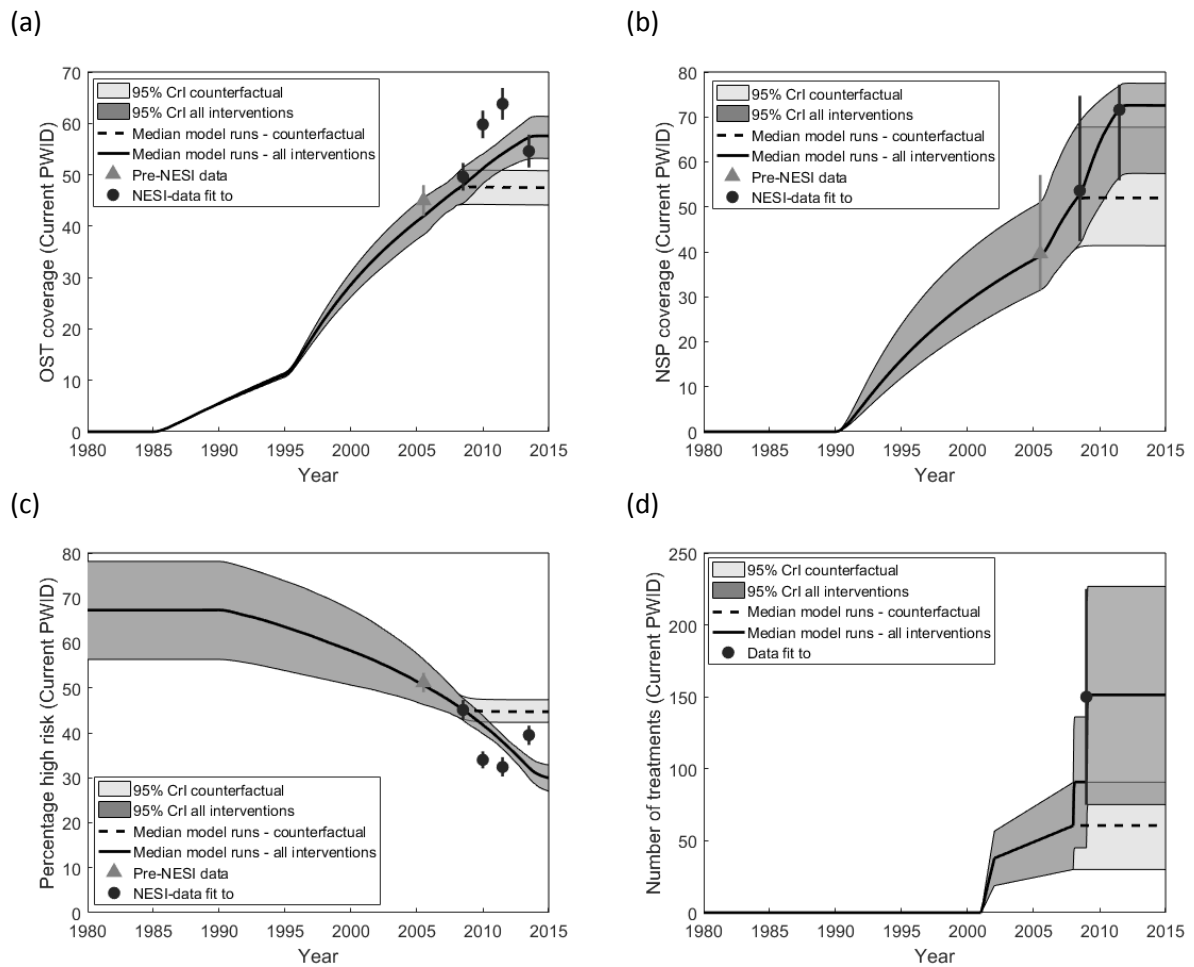 (a)
70
60
50
40
30
20
10
0
OST coverage (Current PWID)
95% CrI counterfactual
95% CrI all interventions
Median model runs - counterfactual
Median model runs - all interventions
Pre-NESI data
NESI-data fit to
1980 1985 1990 1995 2000 2005 2010 2015
Year
(b)
80
70
60
50
40
30
20
10
0
NSP coverage (Current PWID)
95% CrI counterfactual
95% CrI all interventions
Median model runs - counterfactual
Median model runs - all interventions
Pre-NESI data
NESI-data fit to
1980 1985 1990 1995 2000 2005 2010 2015
Year
(c)
80
70
60
50
40
30
20
10
0
Percentage high risk (Current PWID)
95% CrI counterfactual
95% CrI all interventions
Median model runs - counterfactual
Median model runs - all interventions
Pre-NESI data
NESI-data fit to
1980 1985 1990 1995 2000 2005 2010 2015
Year
(d)
250
200
150
100
50
0
Number of treatments (Current PWID)
95% CrI counterfactual
95% CrI all interventions
Median model runs - counterfactual
Median model runs - all interventions
Data fit to
1980 1985 1990 1995 2000 2005 2010 2015
Year